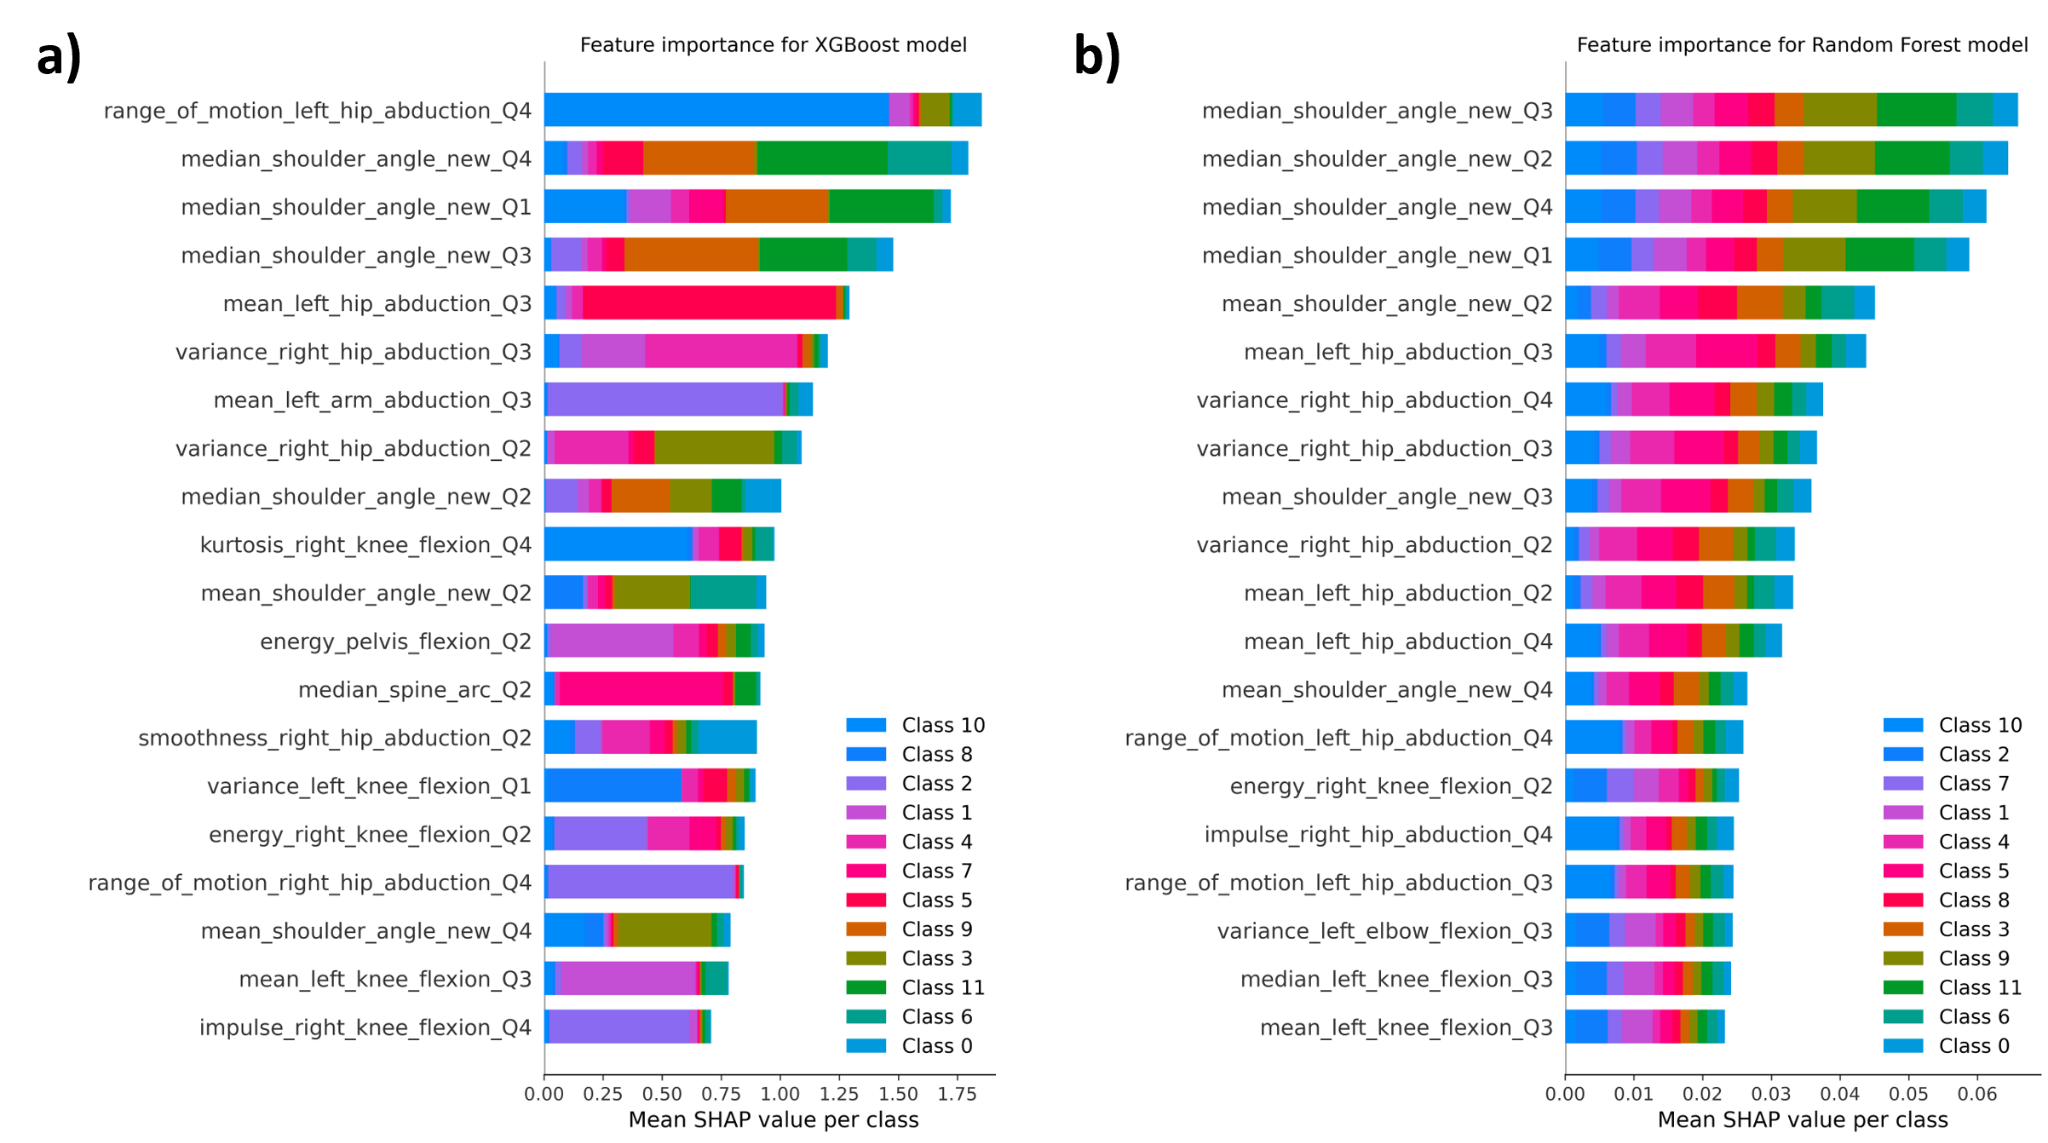 a)
Feature importance for XGBoost model
range_of_motion_left_hip_abduction_Q4
median_shoulder_angle_new_Q4
median_shoulder_angle_new_Q1
median_shoulder_angle_new_Q3
mean_left_hip_abduction_Q3
variance_right_hip_abduction_Q3
mean_left_arm_abduction_Q3
variance_right_hip_abduction_Q2
median_shoulder_angle_new_Q2
kurtosis_right_knee_flexion_Q4
mean_shoulder_angle_new_Q2
energy_pelvis_flexion_Q2
median_spine_arc_Q2
smoothness_right_hip_abduction_Q2
variance_left_knee_flexion_Q1
energy_right_knee_flexion_Q2
range_of_motion_right_hip_abduction_Q4
mean_shoulder_angle_new_Q4
mean_left_knee_flexion_Q3
impulse_right_knee_flexion_Q4
Class 10
Class 8
Class 2
Class 1
Class 4
Class 7
Class 5
Class 9
Class 3
Class 11
Class 6
Class 0
0.00 0.25 0.50 0.75 1.00 1.25 1.50 1.75
Mean SHAP value per class
b)
Feature importance for Random Forest model
median_shoulder_angle_new_Q3
median_shoulder_angle_new_Q2
median_shoulder_angle_new_Q4
median_shoulder_angle_new_Q1
mean_shoulder_angle_new_Q2
mean_left_hip_abduction_Q3
variance_right_hip_abduction_Q4
variance_right_hip_abduction_Q3
mean_shoulder_angle_new_Q3
variance_right_hip_abduction_Q2
mean_left_hip_abduction_Q2
mean_left_hip_abduction_Q4
mean_shoulder_angle_new_Q4
range_of_motion_left_hip_abduction_Q4
energy_right_knee_flexion_Q2
impulse_right_hip_abduction_Q4
range_of_motion_left_hip_abduction_Q3
variance_left_elbow_flexion_Q3
median_left_knee_flexion_Q3
mean_left_knee_flexion_Q3
Class 10
Class 2
Class 7
Class 1
Class 4
Class 5
Class 8
Class 3
Class 9
Class 11
Class 6
Class 0
0.00 0.01 0.02 0.03 0.04 0.05 0.06
Mean SHAP value per class